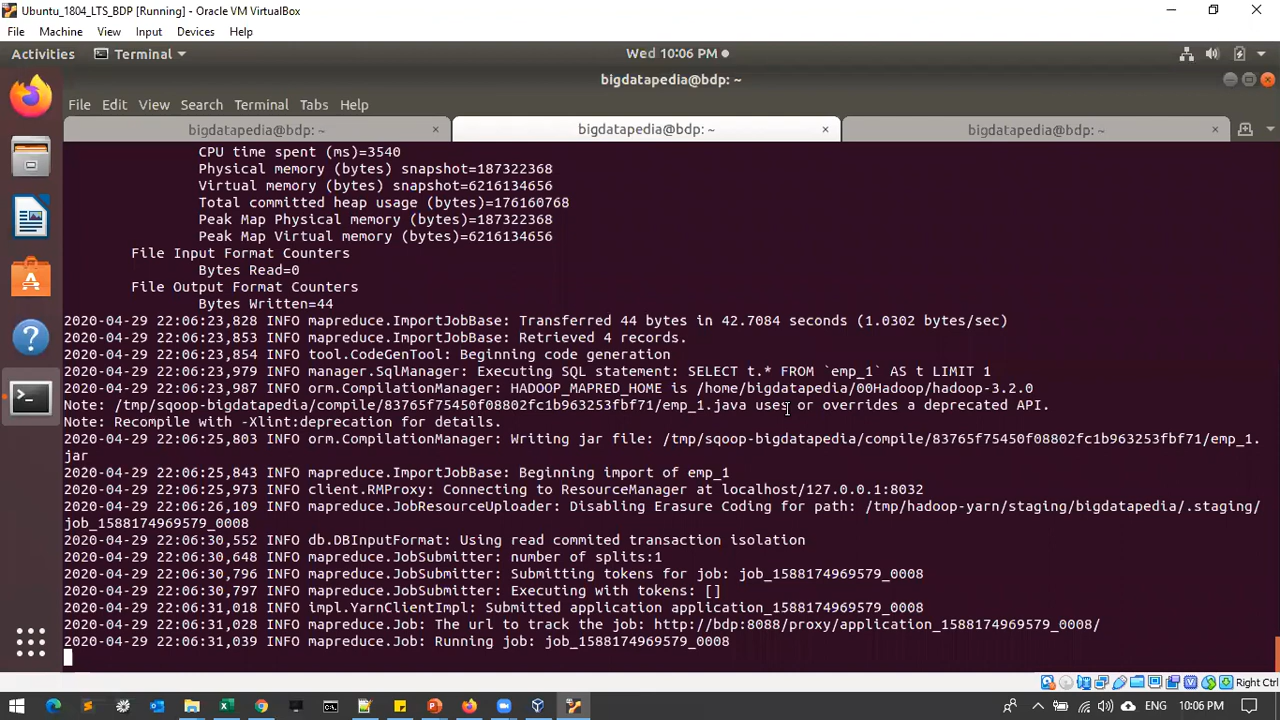 Ubuntu_1804_LTS_BDP [Running] - Oracle VM VirtualBox
File Machine View Input Devices Help
Activities Terminal Wed 10:06 PM
bigdatapedia@bdp: ~
File Edit View Search Terminal Tabs Help
bigdatapedia@bdp: ~ × bigdatapedia@bdp: ~ × bigdatapedia@bdp: ~ ×
CPU time spent (ms)=3540
Physical memory (bytes) snapshot=187322368
Virtual memory (bytes) snapshot=6216134656
Total committed heap usage (bytes)=176160768
Peak Map Physical memory (bytes)=187322368
Peak Map Virtual memory (bytes)=6216134656
File Input Format Counters
Bytes Read=0
File Output Format Counters
Bytes Written=44
2020-04-29 22:06:23,828 INFO mapreduce.ImportJobBase: Transferred 44 bytes in 42.7084 seconds (1.0302 bytes/sec)
2020-04-29 22:06:23,853 INFO mapreduce.ImportJobBase: Retrieved 4 records.
2020-04-29 22:06:23,854 INFO tool.CodeGenTool: Beginning code generation
2020-04-29 22:06:23,979 INFO manager.SqlManager: Executing SQL statement: SELECT t.* FROM `emp_1` AS t LIMIT 1
2020-04-29 22:06:23,987 INFO orm.CompilationManager: HADOOP_MAPRED_HOME is /home/bigdatapedia/00Hadoop/hadoop-3.2.0
Note: /tmp/sqoop-bigdatapedia/compile/83765f75450f08802fc1b963253fbf71/emp_1.java uses or overrides a deprecated API.
Note: Recompile with -Xlint:deprecation for details.
2020-04-29 22:06:25,803 INFO orm.CompilationManager: Writing jar file: /tmp/sqoop-bigdatapedia/compile/83765f75450f08802fc1b963253fbf71/emp_1.
jar
2020-04-29 22:06:25,843 INFO mapreduce.ImportJobBase: Beginning import of emp_1
2020-04-29 22:06:25,973 INFO client.RMProxy: Connecting to ResourceManager at localhost/127.0.0.1:8032
2020-04-29 22:06:26,109 INFO mapreduce.JobResourceUploader: Disabling Erasure Coding for path: /tmp/hadoop-yarn/staging/bigdatapedia/.staging/
job_1588174969579_0008
2020-04-29 22:06:30,552 INFO db.DBInputFormat: Using read commited transaction isolation
2020-04-29 22:06:30,648 INFO mapreduce.JobSubmitter: number of splits:1
2020-04-29 22:06:30,796 INFO mapreduce.JobSubmitter: Submitting tokens for job: job_1588174969579_0008
2020-04-29 22:06:30,797 INFO mapreduce.JobSubmitter: Executing with tokens: []
2020-04-29 22:06:31,018 INFO impl.YarnClientImpl: Submitted application application_1588174969579_0008
2020-04-29 22:06:31,028 INFO mapreduce.Job: The url to track the job: http://bdp:8088/proxy/application_1588174969579_0008/
2020-04-29 22:06:31,039 INFO mapreduce.Job: Running job: job_1588174969579_0008
Right Ctrl
ENG 10:06 PM